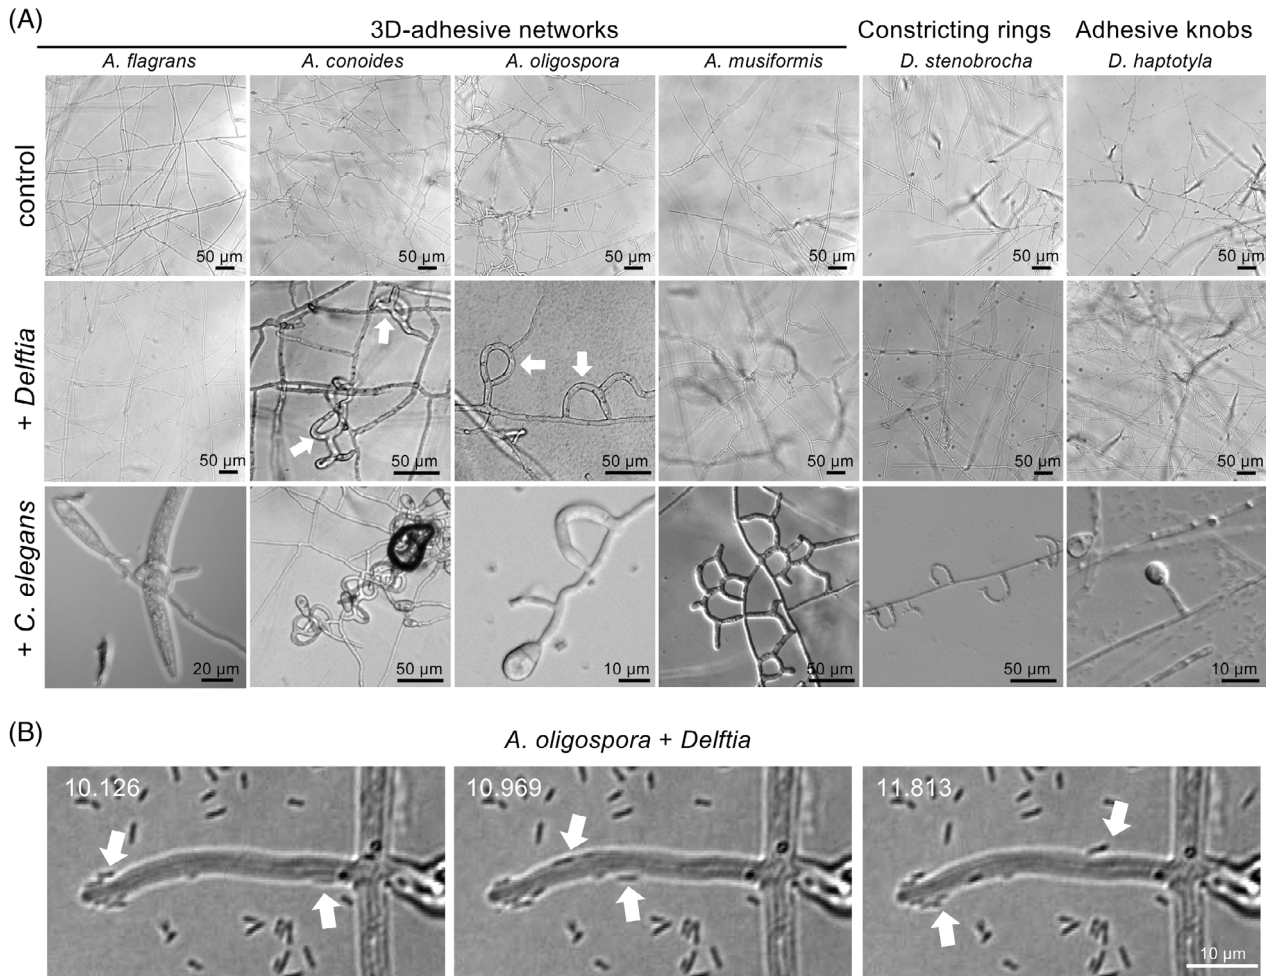 (A)
3D-adhesive networks Constricting rings Adhesive knobs
A. flagrans A. conoides A. oligospora A. musiformis D. stenobrocha D. haptotyla
control
50 µm 50 µm 50 µm 50 µm 50 µm 50 µm
+ Delftia
50 µm 50 µm 50 µm 50 µm 50 µm 50 µm
+ C. elegans
20 µm 50 µm 10 µm 50 µm 50 µm 10 µm
(B)
A. oligospora + Delftia
10.126 10.969 11.813
10 µm